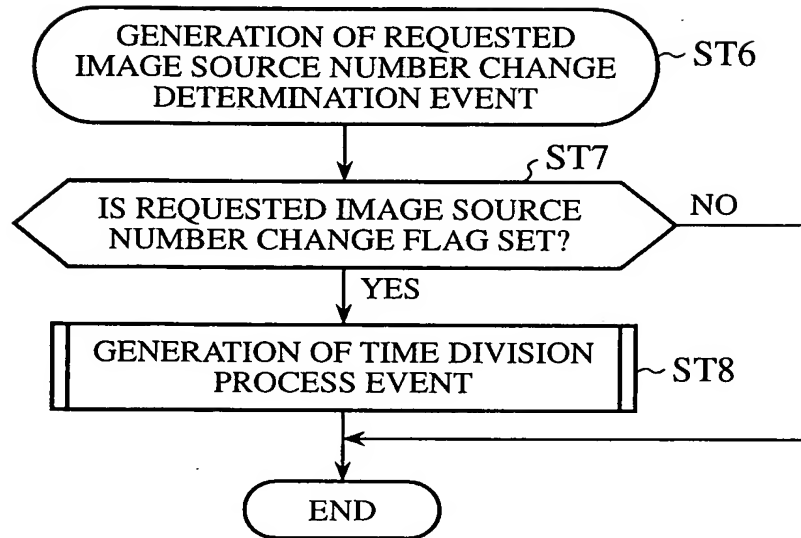 GENERATION OF REQUESTED
IMAGE SOURCE NUMBER CHANGE
DETERMINATION EVENT
ST6
ST7
IS REQUESTED IMAGE SOURCE
NUMBER CHANGE FLAG SET?
NO
YES
GENERATION OF TIME DIVISION
PROCESS EVENT
ST8
END